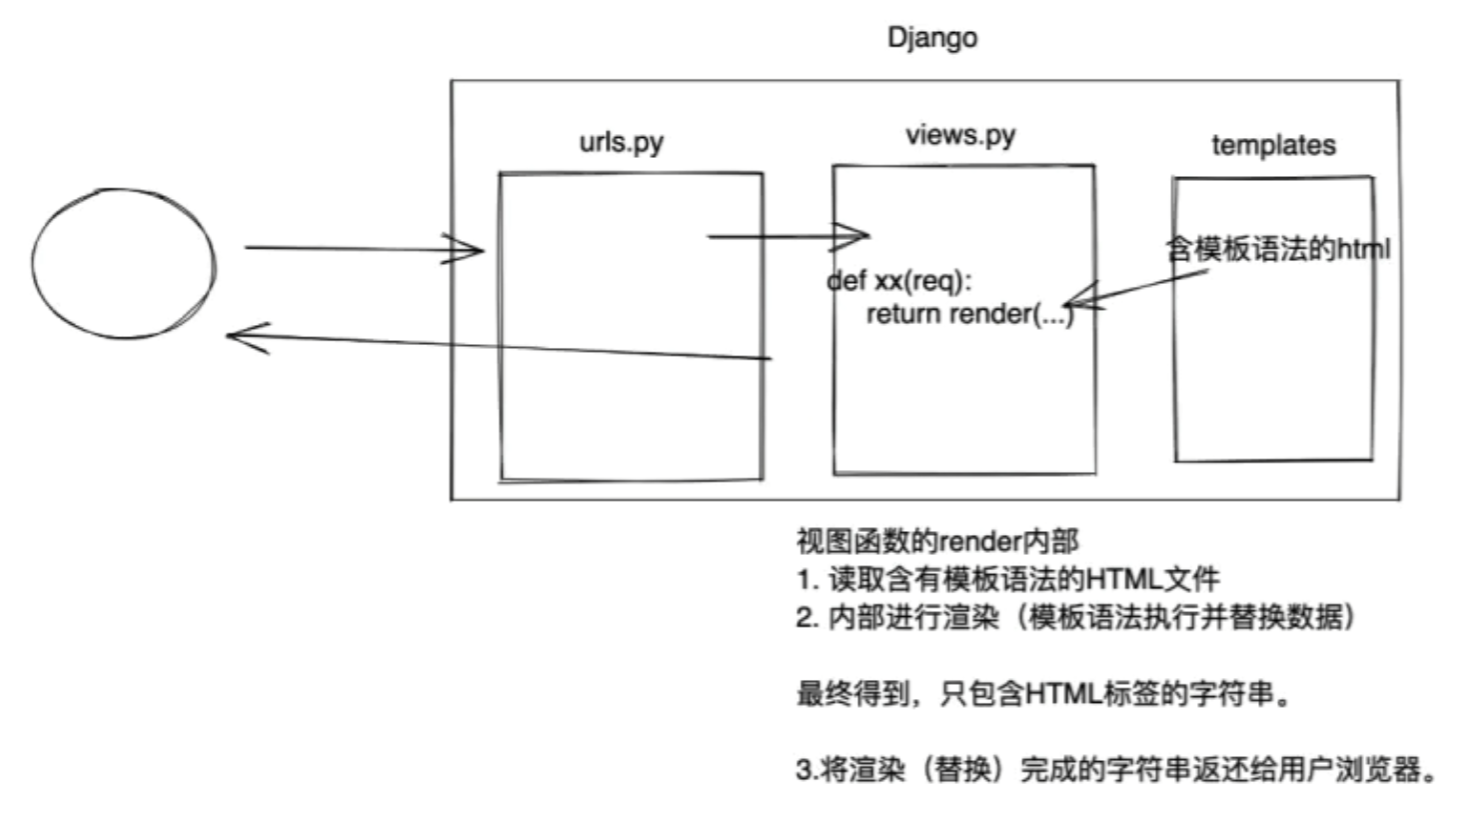 Django
urls.py
views.py
templates
含模板语法的html
def xx(req):
return render(...)
视图函数的render内部
1. 读取含有模板语法的HTML文件
2. 内部进行渲染（模板语法执行并替换数据）
最终得到，只包含HTML标签的字符串。
3.将渲染（替换）完成的字符串返还给用户浏览器。